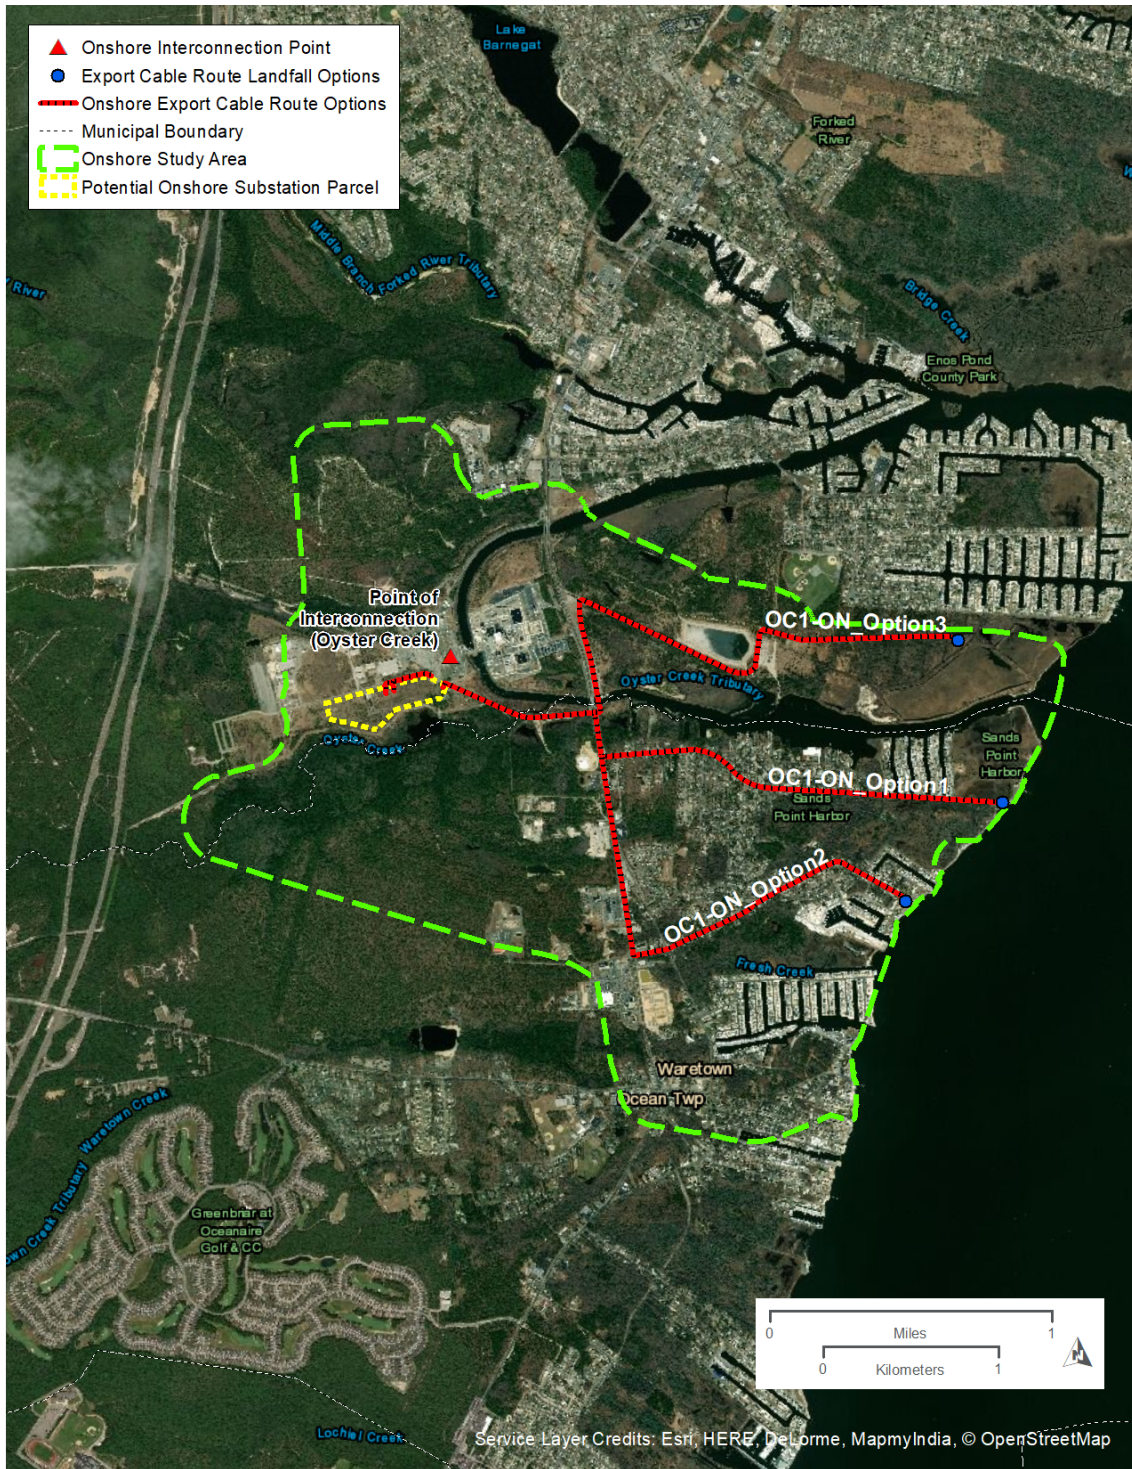 Onshore Interconnection Point
Export Cable Route Landfall Options
Onshore Export Cable Route Options
Municipal Boundary
Onshore Study Area
Potential Onshore Substation Parcel
Lake
Barnegat
Forked
River
Middle Branch Forked River Tributary
River
Bridge Creek
Enos Pond
County Park
Point of
Interconnection
(Oyster Creek)
OC1-ON_Option3
Oyster Creek Tributary
Oyster Creek
Sands
Point
Harbor
OC1-ON_Option1
Sands
Point Harbor
OC1-ON_Option2
Fresh Creek
Waretown
Ocean Twp
Creek Tributary Waretown Creek
Greenbriar at
Oceanaire
Golf & CC
0 1
Miles
0 1
Kilometers
N
Lochiel Creek
Service Layer Credits: Esri, HERE, DeLorme, MapmyIndia, © OpenStreetMap